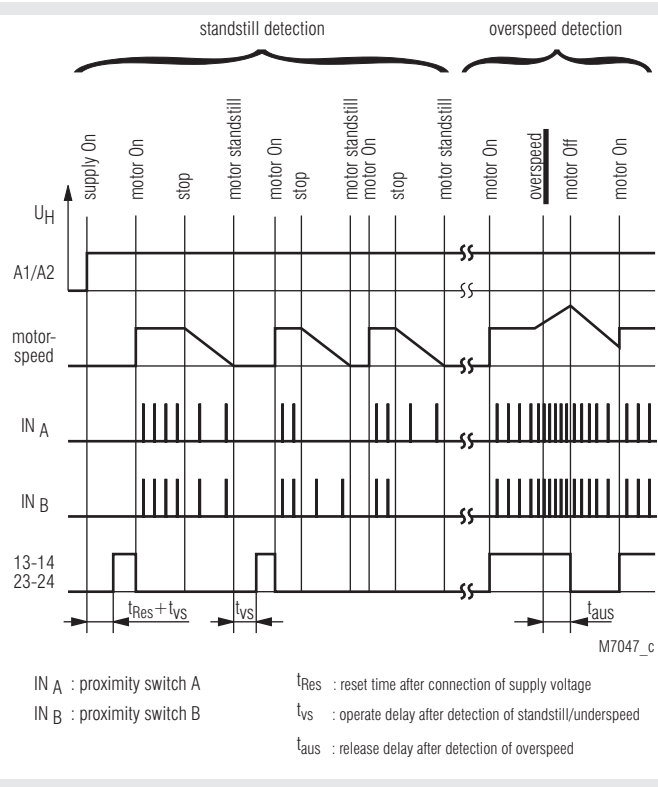 standstill detection
overspeed detection
supply On
motor On
stop
motor standstill
motor On
stop
motor standstill
motor On
stop
motor standstill
motor On
overspeed
motor Off
motor On
UH
A1/A2
motor-
speed
IN A
IN B
13-14
23-24
tRes+tvs
tvs
taus
M7047_c
IN A : proximity switch A
IN B : proximity switch B
tRes : reset time after connection of supply voltage
tvs : operate delay after detection of standstill/underspeed
taus : release delay after detection of overspeed